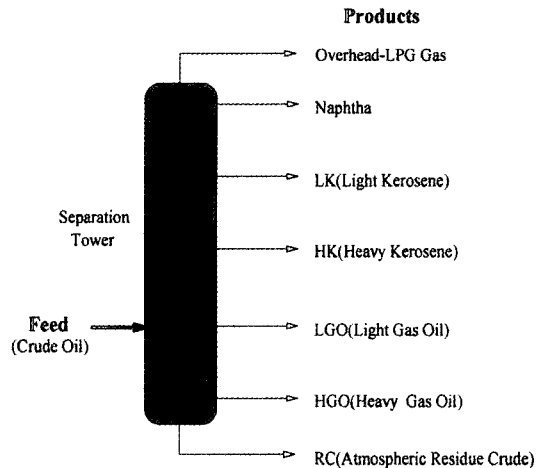 Products
Overhead-LPG Gas
Naphtha
LK(Light Kerosene)
Separation
Tower
HK(Heavy Kerosene)
Feed
(Crude Oil)
LGO(Light Gas Oil)
HGO(Heavy Gas Oil)
RC(Atmospheric Residue Crude)